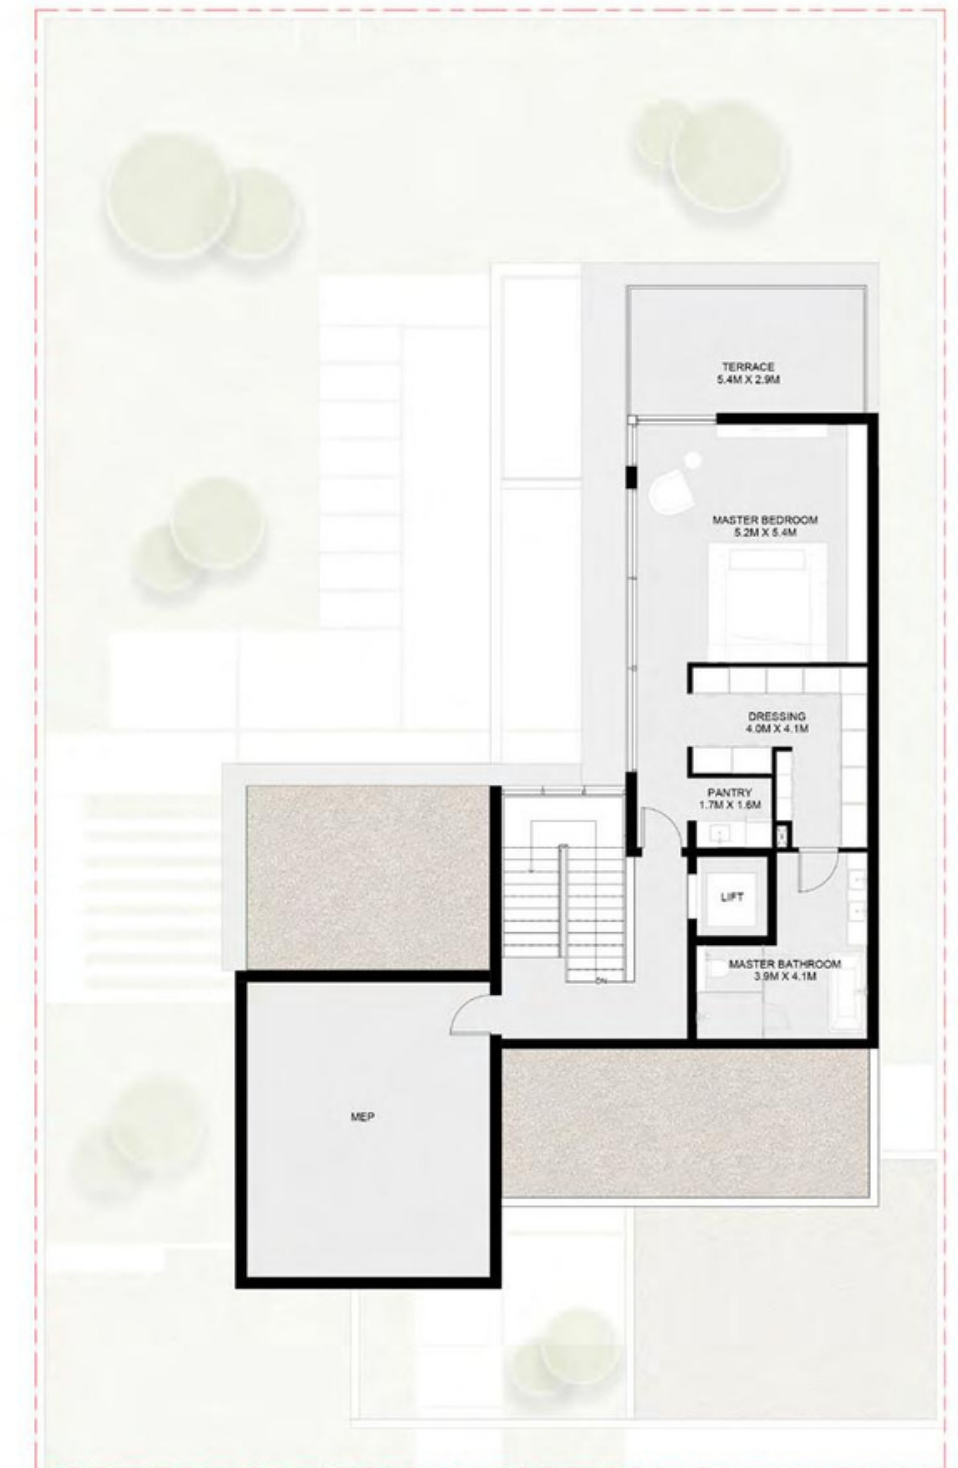 TERRACE
5.4M X 2.9M
MASTER BEDROOM
5.2M X 5.4M
DRESSING
4.0M X 4.1M
PANTRY
1.7M X 1.6M
LIFT
MASTER BATHROOM
3.9M X 4.1M
DN
MEP